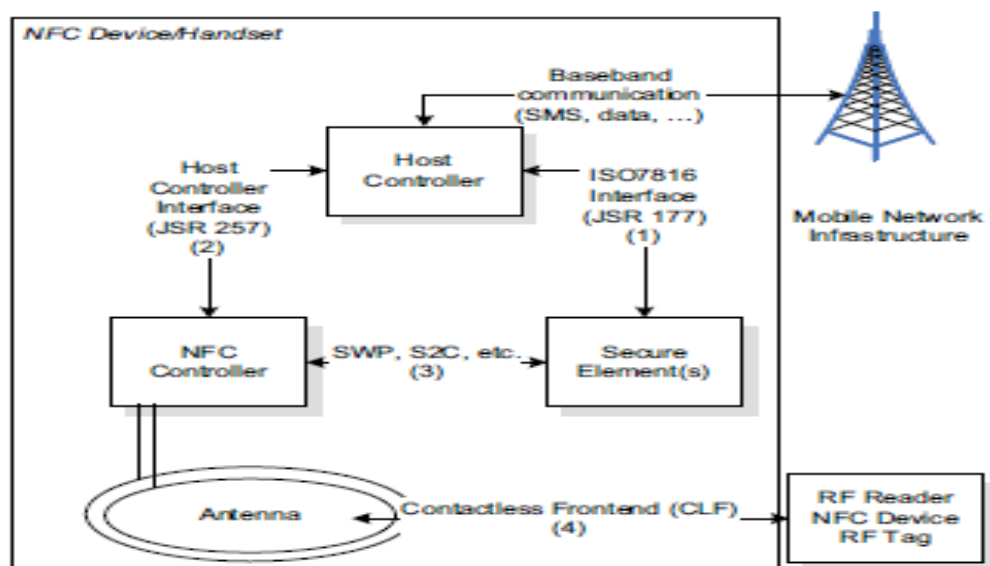 NFC Device/Handset
Baseband
communication
(SMS, data, ...)
Host
Controller
Host
Controller
Interface
(JSR 257)
(2)
ISO7816
Interface
(JSR 177)
(1)
Mobile Network
Infrastructure
NFC
Controller
SWP, S2C, etc.
(3)
Secure
Element(s)
Antenna
Contactless Frontend (CLF)
(4)
RF Reader
NFC Device
RF Tag